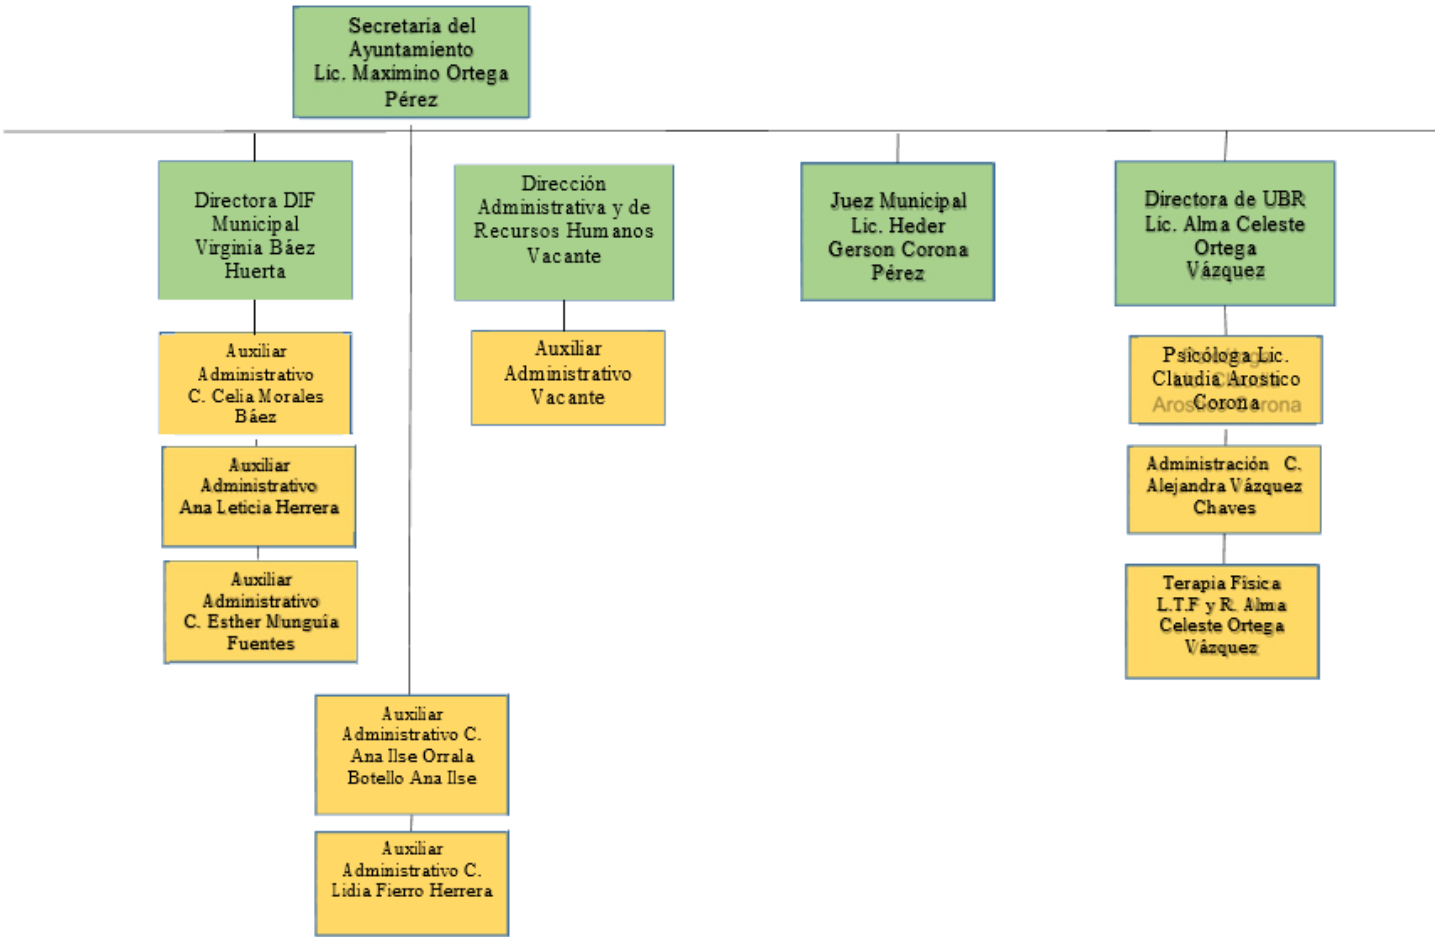 Secretaria del
Ayuntamiento
Lic. Maximino Ortega
Pérez
Directora DIF
Municipal
Virginia Báez
Huerta
Auxiliar
Administrativo
C. Celia Morales
Báez
Auxiliar
Administrativo
Ana Leticia Herrera
Auxiliar
Administrativo
C. Esther Munguía
Fuentes
Auxiliar
Administrativo C.
Ana Ilse Orrala
Botello Ana Ilse
Auxiliar
Administrativo C.
Lidia Fierro Herrera
Dirección
Administrativa y de
Recursos Humanos
Vacante
Auxiliar
Administrativo
Vacante
Juez Municipal
Lic. Heder
Gerson Corona
Pérez
Directora de UBR
Lic. Alma Celeste
Ortega
Vázquez
Psicóloga Lic.
Claudia Arostico
Corona
Administración C.
Alejandra Vázquez
Chaves
Terapia Física
L.T.F y R. Alma
Celeste Ortega
Vázquez